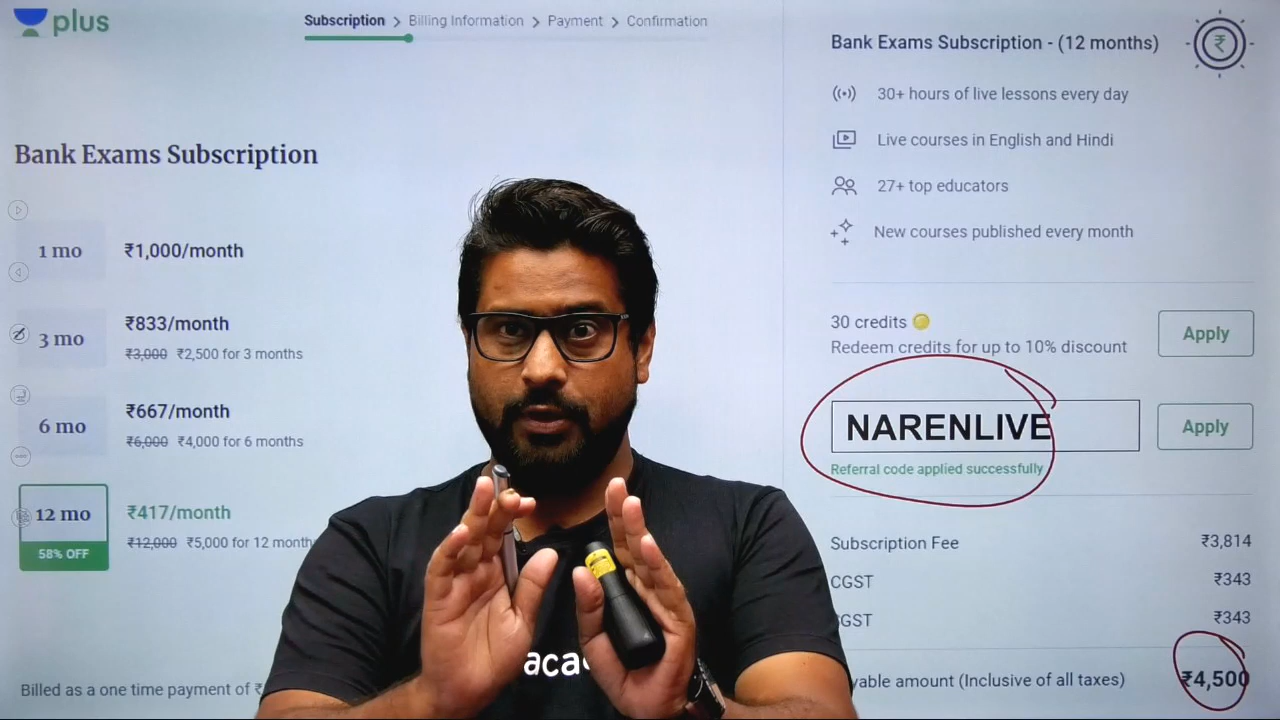 plus
Subscription > Billing Information > Payment > Confirmation
Bank Exams Subscription
1 mo ₹1,000/month
3 mo ₹833/month
₹3,000 ₹2,500 for 3 months
6 mo ₹667/month
₹6,000 ₹4,000 for 6 months
12 mo ₹417/month
58% OFF ₹12,000 ₹5,000 for 12 month
Billed as a one time payment of ₹
aca
Bank Exams Subscription - (12 months)
30+ hours of live lessons every day
Live courses in English and Hindi
27+ top educators
New courses published every month
30 credits
Redeem credits for up to 10% discount
Apply
NARENLIVE
Apply
Referral code applied successfully
Subscription Fee ₹3,814
CGST ₹343
GST ₹343
yable amount (Inclusive of all taxes) ₹4,500